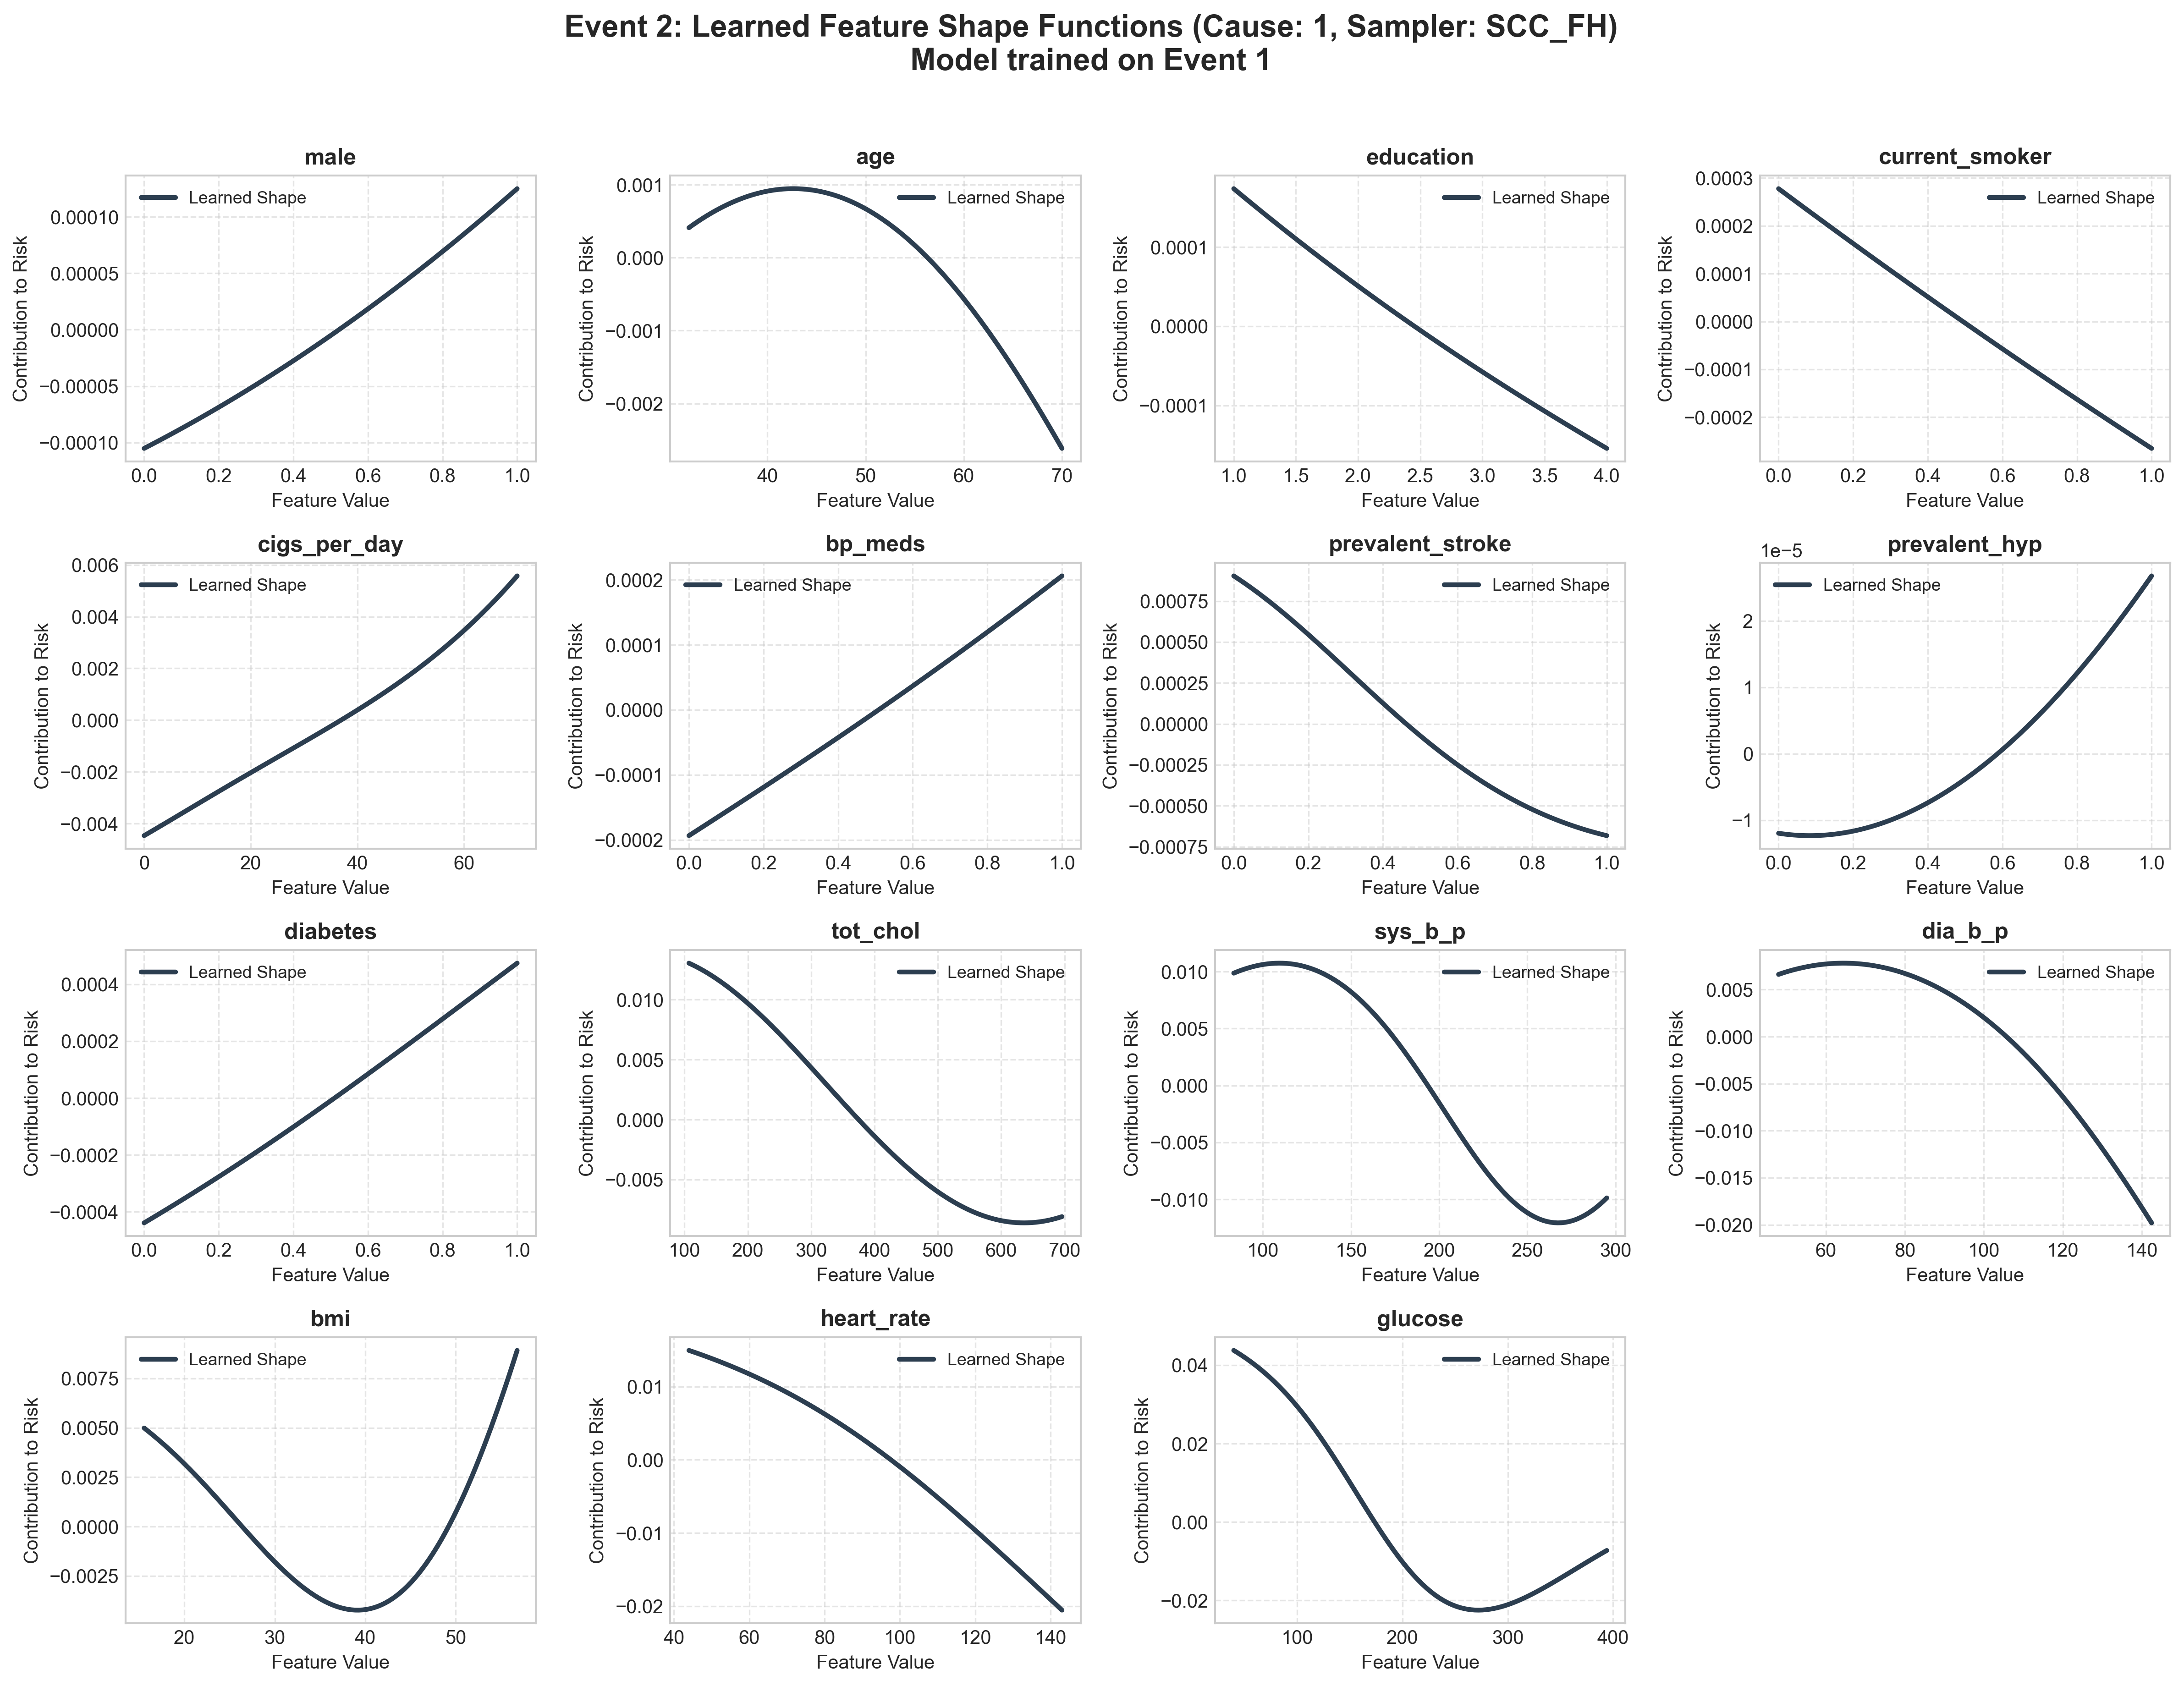 Event 2: Learned Feature Shape Functions (Cause: 1, Sampler: SCC_FH)
Model trained on Event 1
male
Learned Shape
Contribution to Risk
0.00010
0.00005
0.00000
−0.00005
−0.00010
0.0 0.2 0.4 0.6 0.8 1.0
Feature Value
age
Learned Shape
Contribution to Risk
0.001
0.000
−0.001
−0.002
40 50 60 70
Feature Value
education
Learned Shape
Contribution to Risk
0.0001
0.0000
−0.0001
1.0 1.5 2.0 2.5 3.0 3.5 4.0
Feature Value
current_smoker
Learned Shape
Contribution to Risk
0.0003
0.0002
0.0001
0.0000
−0.0001
−0.0002
0.0 0.2 0.4 0.6 0.8 1.0
Feature Value
cigs_per_day
Learned Shape
Contribution to Risk
0.006
0.004
0.002
0.000
−0.002
−0.004
0 20 40 60
Feature Value
bp_meds
Learned Shape
Contribution to Risk
0.0002
0.0001
0.0000
−0.0001
−0.0002
0.0 0.2 0.4 0.6 0.8 1.0
Feature Value
prevalent_stroke
Learned Shape
Contribution to Risk
0.00075
0.00050
0.00025
0.00000
−0.00025
−0.00050
−0.00075
0.0 0.2 0.4 0.6 0.8 1.0
Feature Value
prevalent_hyp
1e−5
Learned Shape
Contribution to Risk
2
1
0
−1
0.0 0.2 0.4 0.6 0.8 1.0
Feature Value
diabetes
Learned Shape
Contribution to Risk
0.0004
0.0002
0.0000
−0.0002
−0.0004
0.0 0.2 0.4 0.6 0.8 1.0
Feature Value
tot_chol
Learned Shape
Contribution to Risk
0.010
0.005
0.000
−0.005
100 200 300 400 500 600 700
Feature Value
sys_b_p
Learned Shape
Contribution to Risk
0.010
0.005
0.000
−0.005
−0.010
100 150 200 250 300
Feature Value
dia_b_p
Learned Shape
Contribution to Risk
0.005
0.000
−0.005
−0.010
−0.015
−0.020
60 80 100 120 140
Feature Value
bmi
Learned Shape
Contribution to Risk
0.0075
0.0050
0.0025
0.0000
−0.0025
20 30 40 50
Feature Value
heart_rate
Learned Shape
Contribution to Risk
0.01
0.00
−0.01
−0.02
40 60 80 100 120 140
Feature Value
glucose
Learned Shape
Contribution to Risk
0.04
0.02
0.00
−0.02
100 200 300 400
Feature Value